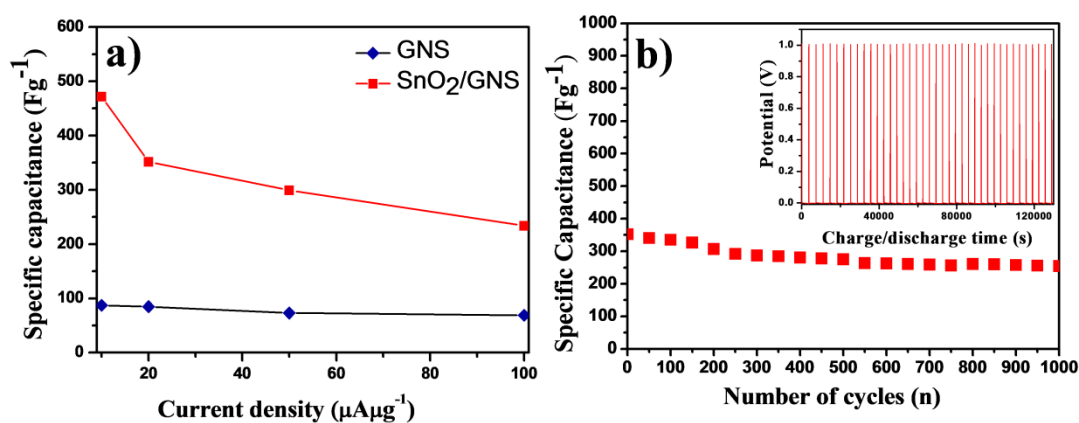 a)
GNS
SnO₂/GNS
Specific capacitance (Fg⁻¹)
600
500
400
300
200
100
0
20 40 60 80 100
Current density (µAµg⁻¹)
b)
Specific Capacitance (Fg⁻¹)
1000
900
800
700
600
500
400
300
200
100
0
0 100 200 300 400 500 600 700 800 900 1000
Number of cycles (n)
Potential (V)
1.0
0.8
0.6
0.4
0.2
0.0
0 40000 80000 120000
Charge/discharge time (s)